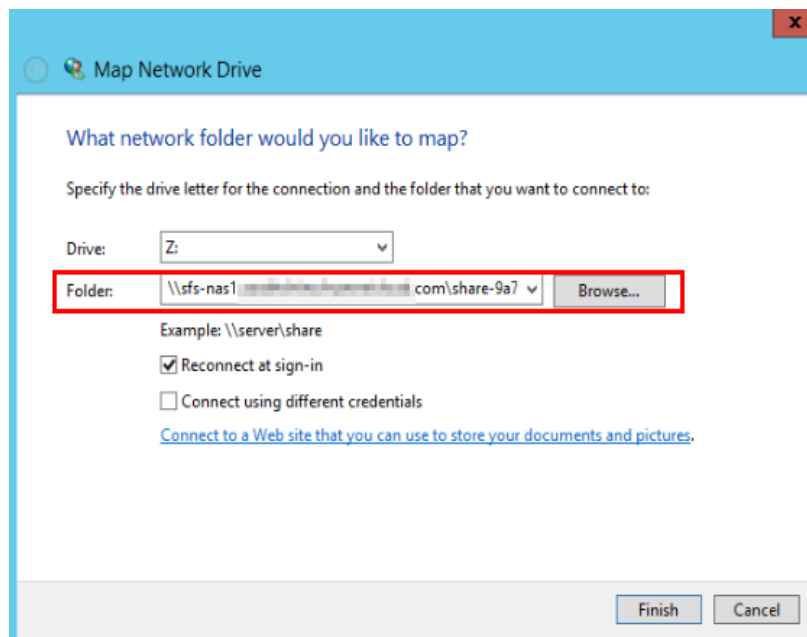 x
Map Network Drive
What network folder would you like to map?
Specify the drive letter for the connection and the folder that you want to connect to:
Drive: Z:
Folder: \\sfs-nas1 com\share-9a7 Browse...
Example: \\server\share
Reconnect at sign-in
Connect using different credentials
Connect to a Web site that you can use to store your documents and pictures.
Finish Cancel